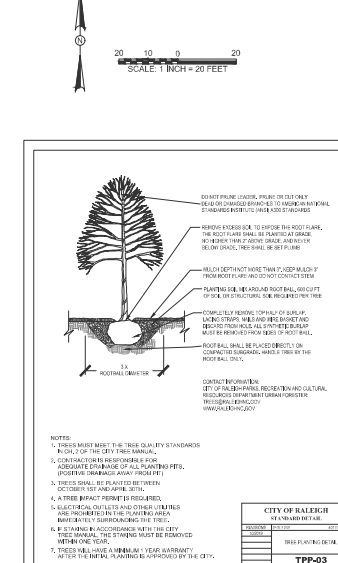 N
20 10 0 20
SCALE: 1 INCH = 20 FEET
DO NOT PRUNE LEADER. PRUNE OR CUT ONLY
DEAD OR DAMAGED BRANCHES TO AMERICAN NATIONAL
STANDARDS INSTITUTE (ANSI) A300 STANDARDS
REMOVE EXCESS SOIL TO EXPOSE THE ROOT FLARE.
THE ROOT FLARE SHALL BE PLANTED AT GRADE,
NO HIGHER THAN 2" ABOVE GRADE, AND NEVER
BELOW GRADE, TREE SHALL BE SET PLUMB
MULCH DEPTH NOT MORE THAN 3". KEEP MULCH 3"
FROM ROOT FLARE AND DO NOT CONTACT STEM
PLANTING SOIL MIX AROUND ROOT BALL, 600 CU FT
OF SOIL OR STRUCTURAL SOIL REQUIRED PER TREE
COMPLETELY REMOVE TOP HALF OF BURLAP,
LACING STRAPS, NAILS AND WIRE BASKET AND
DISCARD FROM HOLE. ALL SYNTHETIC BURLAP
MUST BE REMOVED FROM SIDES OF ROOT BALL.
ROOT BALL SHALL BE PLACED DIRECTLY ON
COMPACTED SUBGRADE. HANDLE TREE BY THE
ROOT BALL ONLY.
3 X
ROOTBALL DIAMETER
CONTACT INFORMATION:
CITY OF RALEIGH PARKS, RECREATION AND CULTURAL
RESOURCES DEPARTMENT URBAN FORESTER:
TREES@RALEIGHNC.GOV
WWW.RALEIGHNC.GOV
NOTES:
1. TREES MUST MEET THE TREE QUALITY STANDARDS
IN CH. 2 OF THE CITY TREE MANUAL.
2. CONTRACTOR IS RESPONSIBLE FOR
ADEQUATE DRAINAGE OF ALL PLANTING PITS.
(POSITIVE DRAINAGE AWAY FROM PIT)
3. TREES SHALL BE PLANTED BETWEEN
OCTOBER 1ST AND APRIL 30TH.
4. A TREE IMPACT PERMIT IS REQUIRED.
5. ELECTRICAL OUTLETS AND OTHER UTILITIES
ARE PROHIBITED IN THE PLANTING AREA
IMMEDIATELY SURROUNDING THE TREE.
6. IF STAKING IN ACCORDANCE WITH THE CITY
TREE MANUAL, THE STAKING MUST BE REMOVED
WITHIN ONE YEAR.
7. TREES WILL HAVE A MINIMUM 1 YEAR WARRANTY
AFTER THE INITIAL PLANTING IS APPROVED BY THE CITY.
CITY OF RALEIGH
STANDARD DETAIL
REVISIONS
TREE PLANTING DETAIL
TPP-03